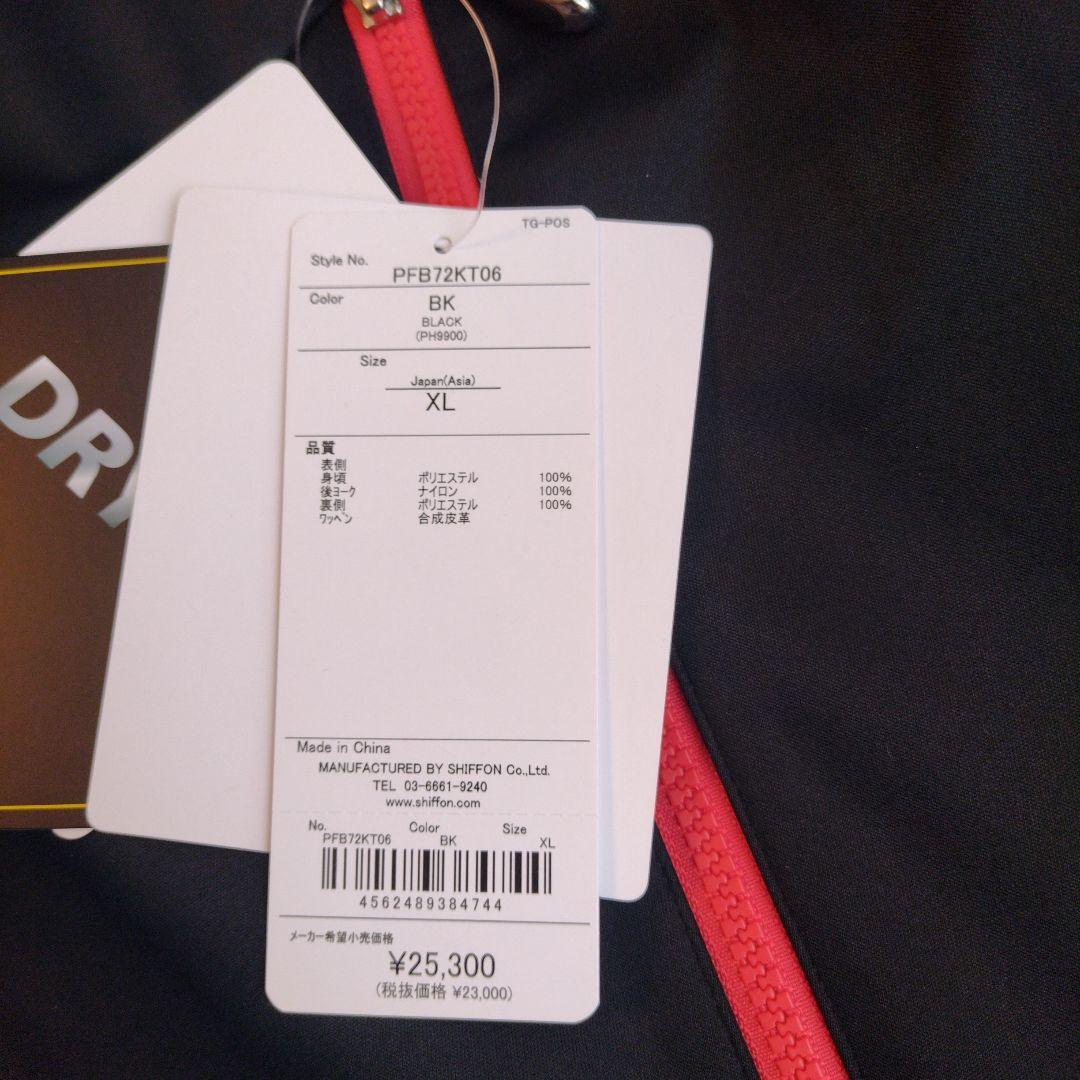 DRY
TG-POS
Style No. PFB72KT06
Color BK
BLACK
(PH9900)
Size
Japan(Asia)
XL
品質
表側
身頃 ポリエステル 100%
後ヨーク ナイロン 100%
裏側 ポリエステル 100%
ワッペン 合成皮革
Made in China
MANUFACTURED BY SHIFFON Co.,Ltd.
TEL 03-6661-9240
www.shiffon.com
No. Color Size
PFB72KT06 BK XL
4562489384744
メーカー希望小売価格
¥25,300
(税抜価格 ¥23,000)